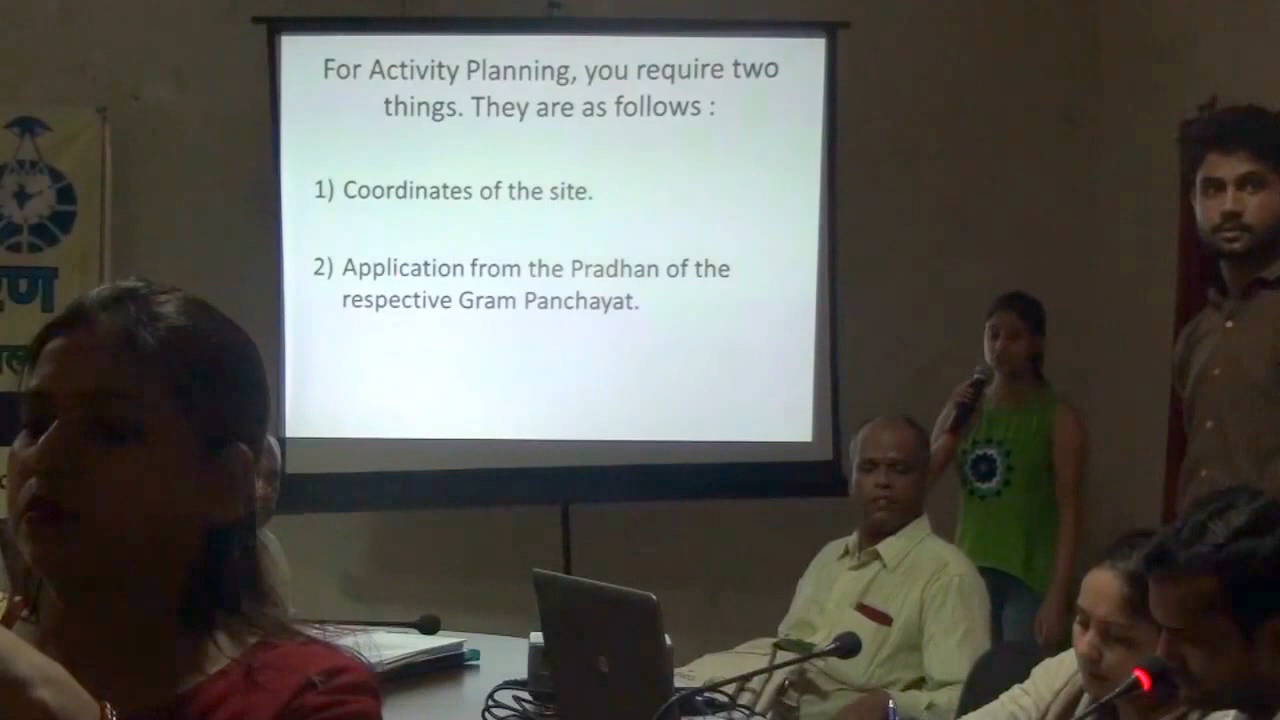 For Activity Planning, you require two
things. They are as follows :
1) Coordinates of the site.
2) Application from the Pradhan of the
respective Gram Panchayat.